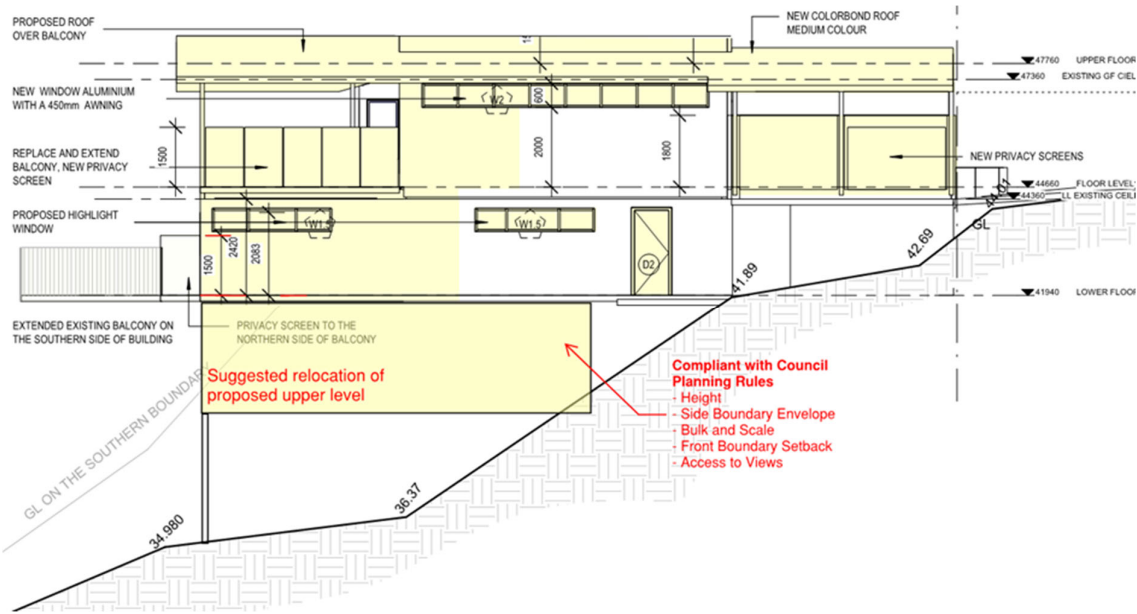 PROPOSED ROOF
OVER BALCONY
NEW COLORBOND ROOF
MEDIUM COLOUR
47760 UPPER FLOOR
47360 EXISTING GF CIEL
NEW WINDOW ALUMINIUM
WITH A 450mm AWNING
W2
600
2000
1800
1500
REPLACE AND EXTEND
BALCONY, NEW PRIVACY
SCREEN
NEW PRIVACY SCREENS
44660 FLOOR LEVEL
44360 LL EXISTING CEIL
44.01
GL
PROPOSED HIGHLIGHT
WINDOW
W1.5
W1.5
1500
2420
2083
D2
42.69
41.89
41940 LOWER FLOOR
EXTENDED EXISTING BALCONY ON
THE SOUTHERN SIDE OF BUILDING
PRIVACY SCREEN TO THE
NORTHERN SIDE OF BALCONY
Suggested relocation of
proposed upper level
Compliant with Council
Planning Rules
- Height
- Side Boundary Envelope
- Bulk and Scale
- Front Boundary Setback
- Access to Views
GL ON THE SOUTHERN BOUNDARY
36.37
34.980